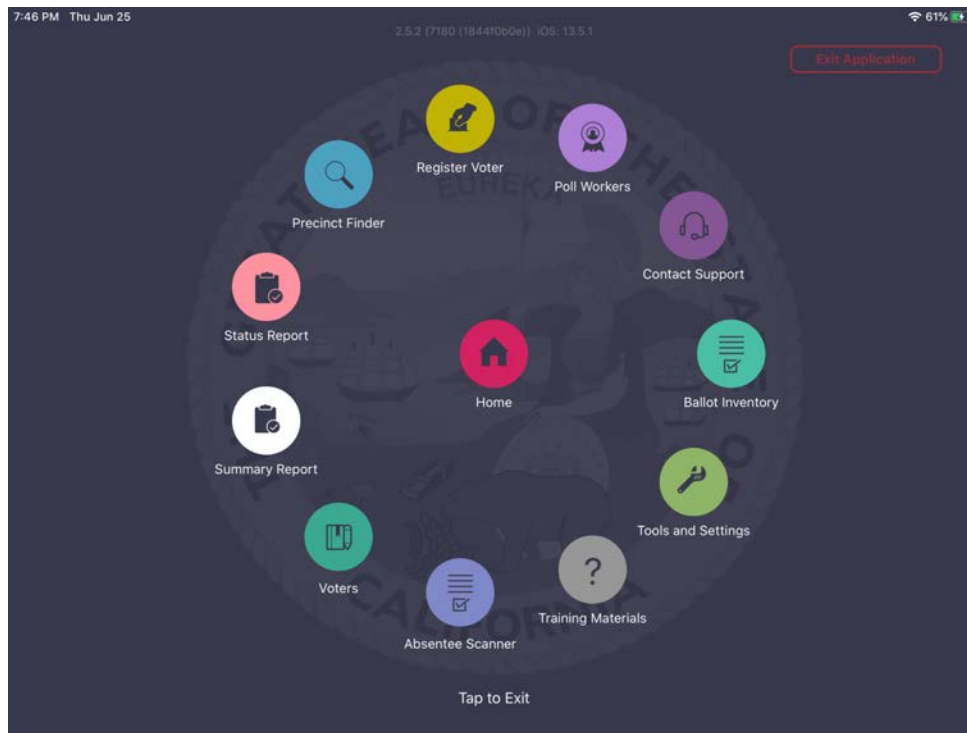 7:46 PM Thu Jun 25
61%
2.5.2 (7180 (1844f0b0e)) iOS: 13.5.1
Exit Application
Register Voter
Poll Workers
Precinct Finder
Contact Support
Status Report
Home
Ballot Inventory
Summary Report
Tools and Settings
Voters
Training Materials
Absentee Scanner
EUREKA
CALIFORNIA
Tap to Exit